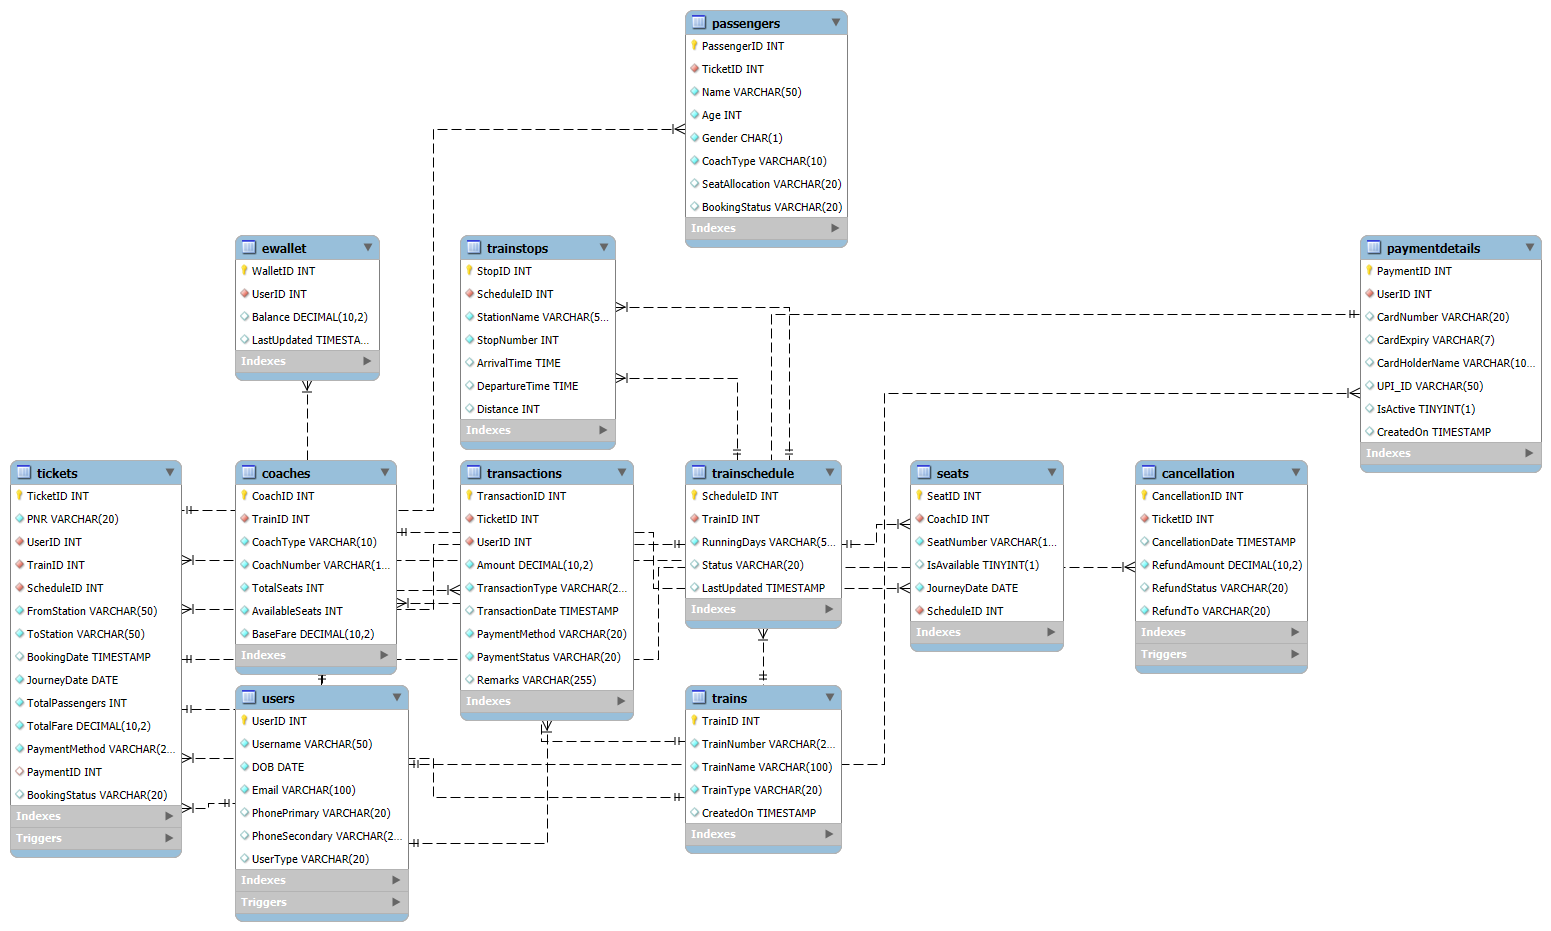 passengers
PassengerID INT
TicketID INT
Name VARCHAR(50)
Age INT
Gender CHAR(1)
CoachType VARCHAR(10)
SeatAllocation VARCHAR(20)
BookingStatus VARCHAR(20)
Indexes
ewallet
WalletID INT
UserID INT
Balance DECIMAL(10,2)
LastUpdated TIMESTA...
Indexes
trainstops
StopID INT
ScheduleID INT
StationName VARCHAR(5...
StopNumber INT
ArrivalTime TIME
DepartureTime TIME
Distance INT
Indexes
paymentdetails
PaymentID INT
UserID INT
CardNumber VARCHAR(20)
CardExpiry VARCHAR(7)
CardHolderName VARCHAR(10...
UPI_ID VARCHAR(50)
IsActive TINYINT(1)
CreatedOn TIMESTAMP
Indexes
tickets
TicketID INT
PNR VARCHAR(20)
UserID INT
TrainID INT
ScheduleID INT
FromStation VARCHAR(50)
ToStation VARCHAR(50)
BookingDate TIMESTAMP
JourneyDate DATE
TotalPassengers INT
TotalFare DECIMAL(10,2)
PaymentMethod VARCHAR(2...
PaymentID INT
BookingStatus VARCHAR(20)
Indexes
Triggers
coaches
CoachID INT
TrainID INT
CoachType VARCHAR(10)
CoachNumber VARCHAR(1...
TotalSeats INT
AvailableSeats INT
BaseFare DECIMAL(10,2)
Indexes
transactions
TransactionID INT
TicketID INT
UserID INT
Amount DECIMAL(10,2)
TransactionType VARCHAR(2...
TransactionDate TIMESTAMP
PaymentMethod VARCHAR(20)
PaymentStatus VARCHAR(20)
Remarks VARCHAR(255)
Indexes
trainschedule
ScheduleID INT
TrainID INT
RunningDays VARCHAR(5...
Status VARCHAR(20)
LastUpdated TIMESTAMP
Indexes
seats
SeatID INT
CoachID INT
SeatNumber VARCHAR(1...
IsAvailable TINYINT(1)
JourneyDate DATE
ScheduleID INT
Indexes
cancellation
CancellationID INT
TicketID INT
CancellationDate TIMESTAMP
RefundAmount DECIMAL(10,2)
RefundStatus VARCHAR(20)
RefundTo VARCHAR(20)
Indexes
Triggers
users
UserID INT
Username VARCHAR(50)
DOB DATE
Email VARCHAR(100)
PhonePrimary VARCHAR(20)
PhoneSecondary VARCHAR(2...
UserType VARCHAR(20)
Indexes
Triggers
trains
TrainID INT
TrainNumber VARCHAR(2...
TrainName VARCHAR(100)
TrainType VARCHAR(20)
CreatedOn TIMESTAMP
Indexes